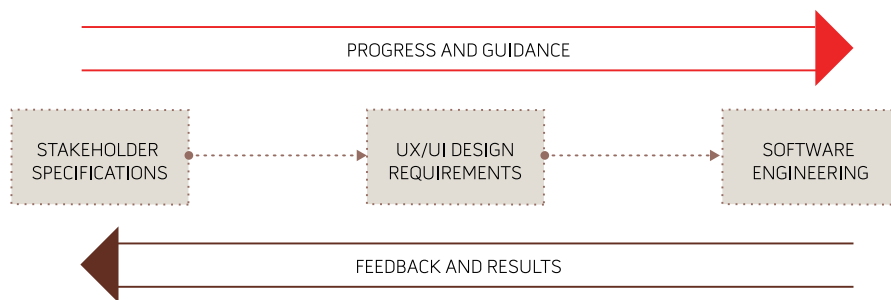 PROGRESS AND GUIDANCE
STAKEHOLDER
SPECIFICATIONS
UX/UI DESIGN
REQUIREMENTS
SOFTWARE
ENGINEERING
FEEDBACK AND RESULTS